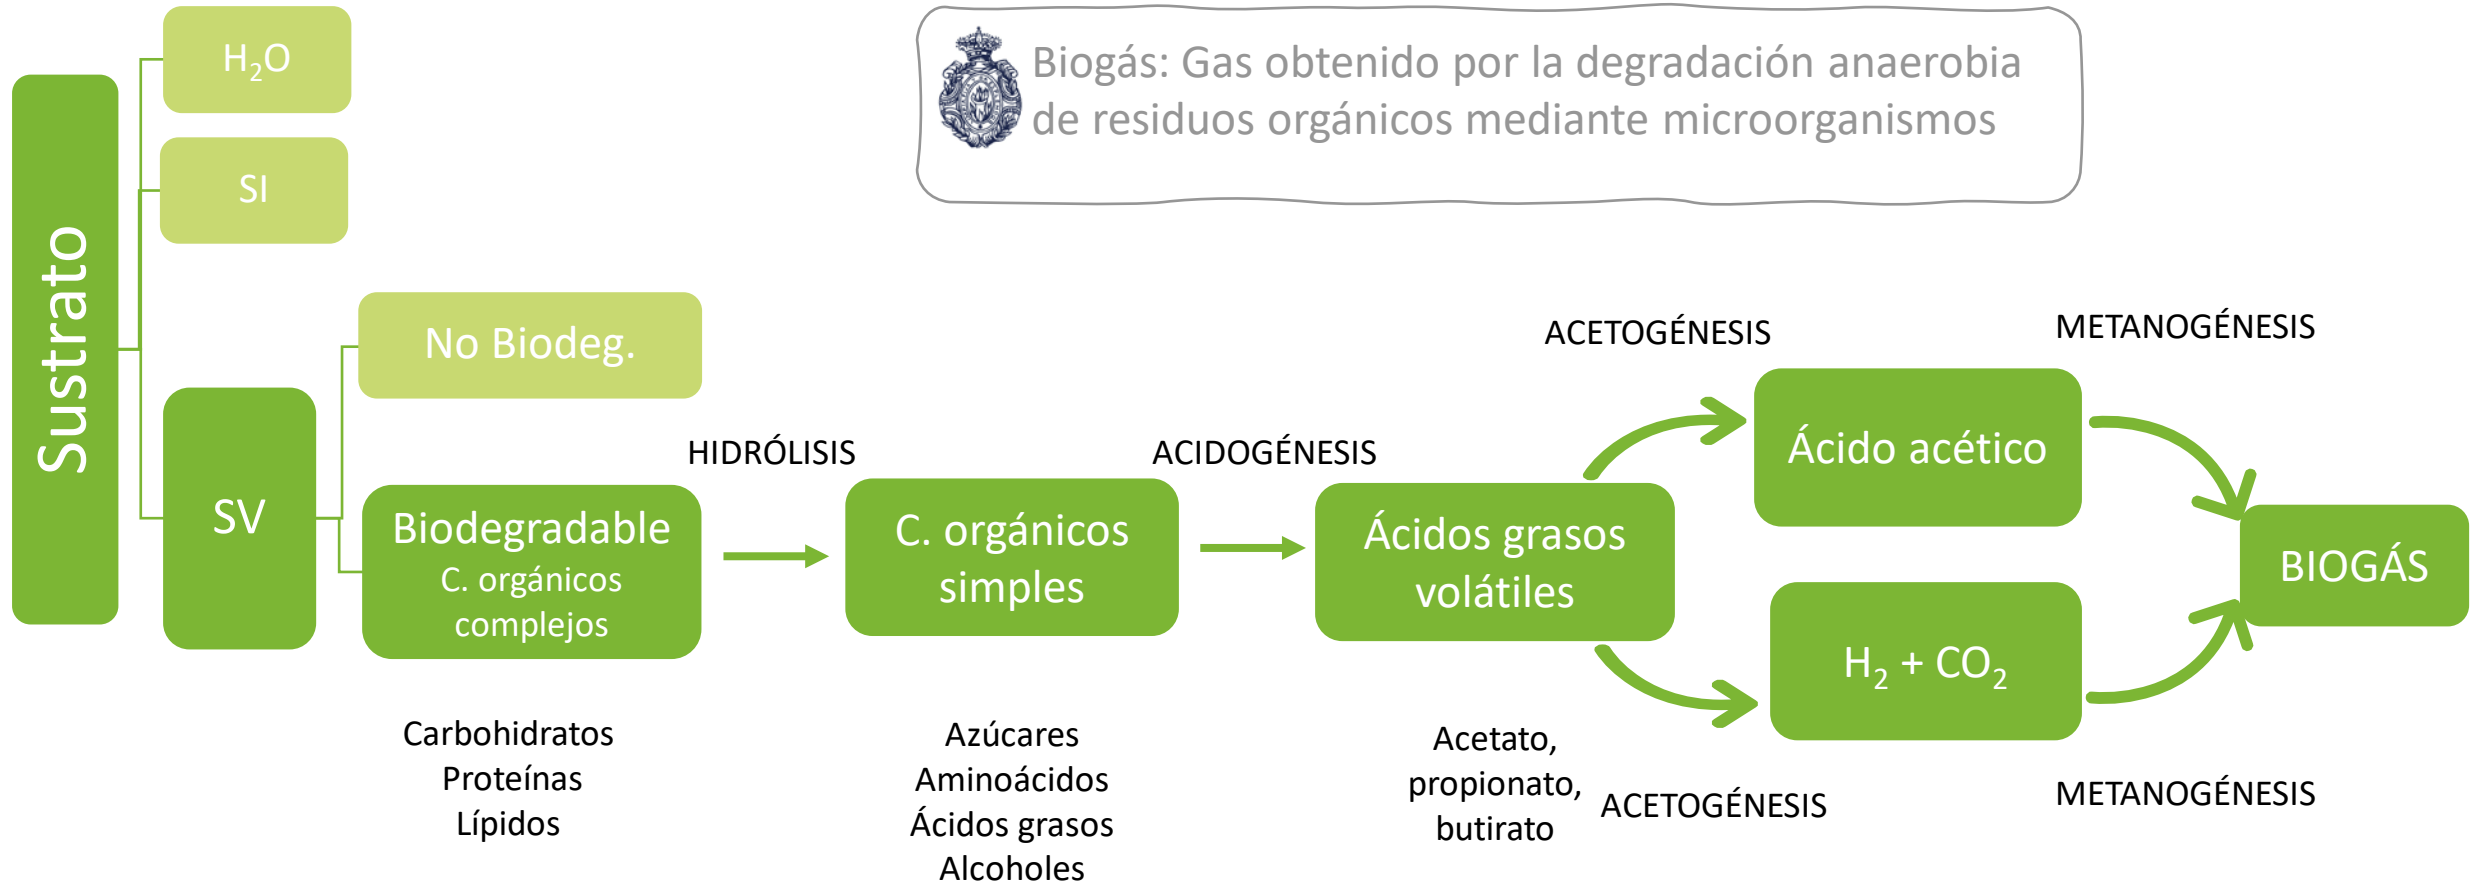 Biogás: Gas obtenido por la degradación anaerobia
de residuos orgánicos mediante microorganismos
Sustrato
H₂O
SI
SV
No Biodeg.
Biodegradable
C. orgánicos
complejos
Carbohidratos
Proteínas
Lípidos
HIDRÓLISIS
C. orgánicos
simples
Azúcares
Aminoácidos
Ácidos grasos
Alcoholes
ACIDOGÉNESIS
Ácidos grasos
volátiles
Acetato,
propionato,
butirato
ACETOGÉNESIS
Ácido acético
METANOGÉNESIS
ACETOGÉNESIS
H₂ + CO₂
METANOGÉNESIS
BIOGÁS